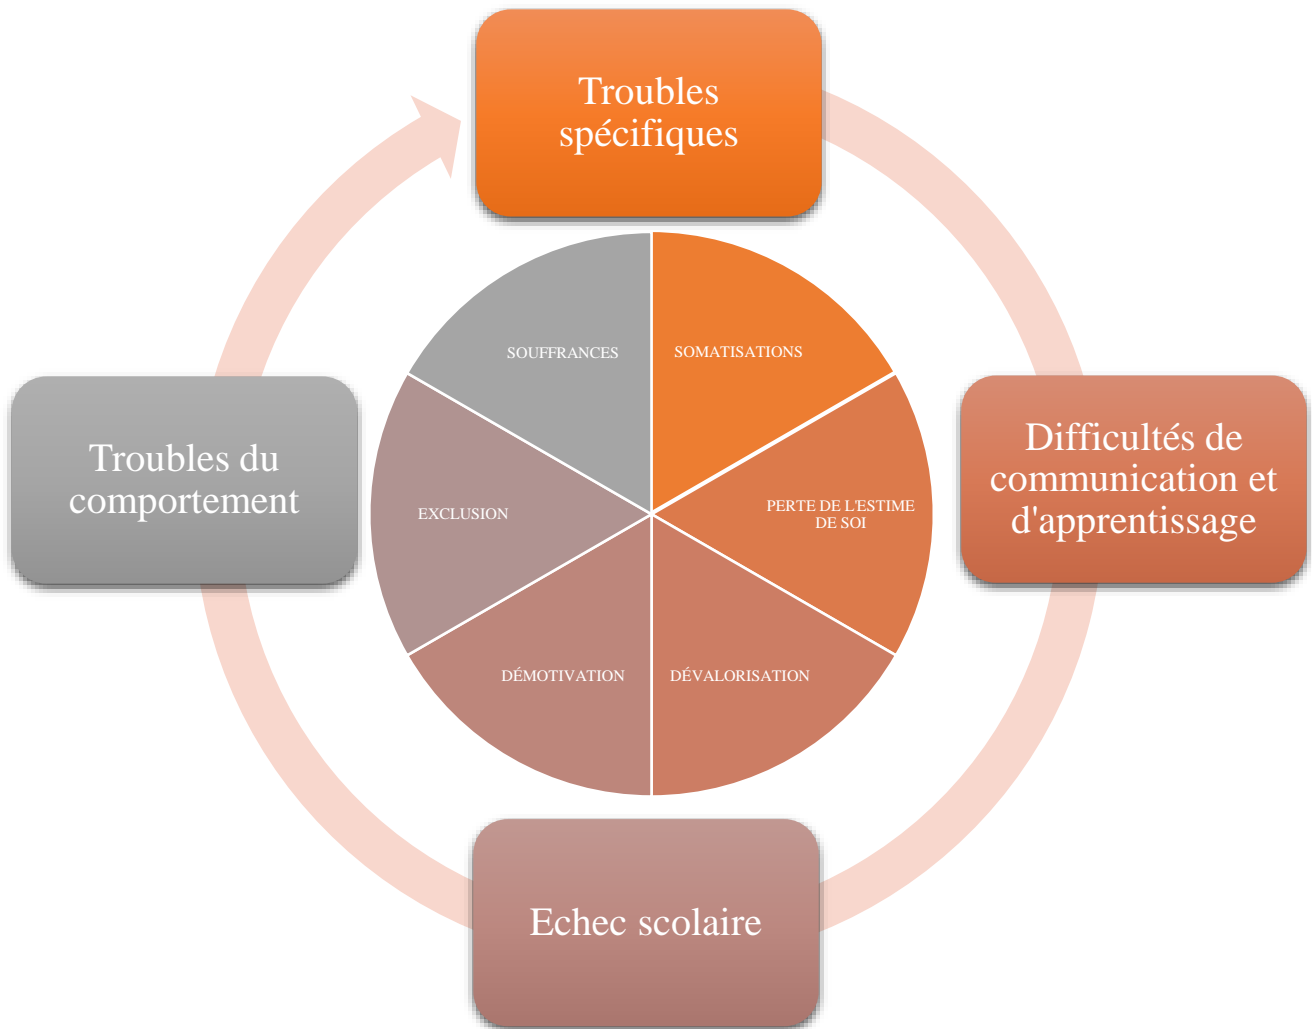 Troubles
spécifiques
SOUFFRANCES
SOMATISATIONS
Troubles du
comportement
Difficultés de
communication et
d'apprentissage
EXCLUSION
PERTE DE L'ESTIME
DE SOI
DÉMOTIVATION
DÉVALORISATION
Echec scolaire